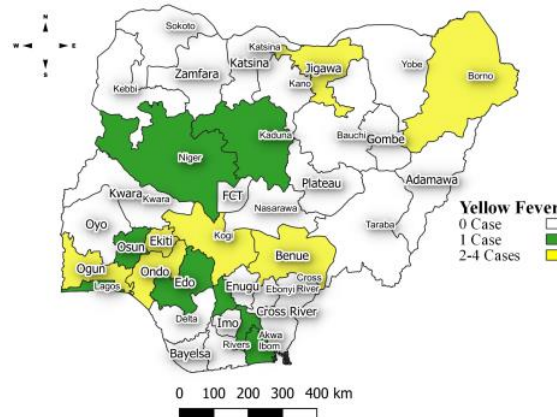 N
W E
S
Sokoto
Katsina
Zamfara
Katsina
Jigawa
Kano
Yobe
Borno
Kebbi
Kaduna
Bauchi
Gombe
Niger
Adamawa
Kwara
Kwara
FCT
Plateau
Nasarawa
Taraba
Oyo
Osun
Ekiti
Kogi
Benue
Ogun
Ondo
Edo
Lagos
Enugu
Ebonyi
Cross
River
Delta
Imo
Cross River
Rivers
Akwa
Ibom
Bayelsa
Yellow Fever
0 Case
1 Case
2-4 Cases
0 100 200 300 400 km